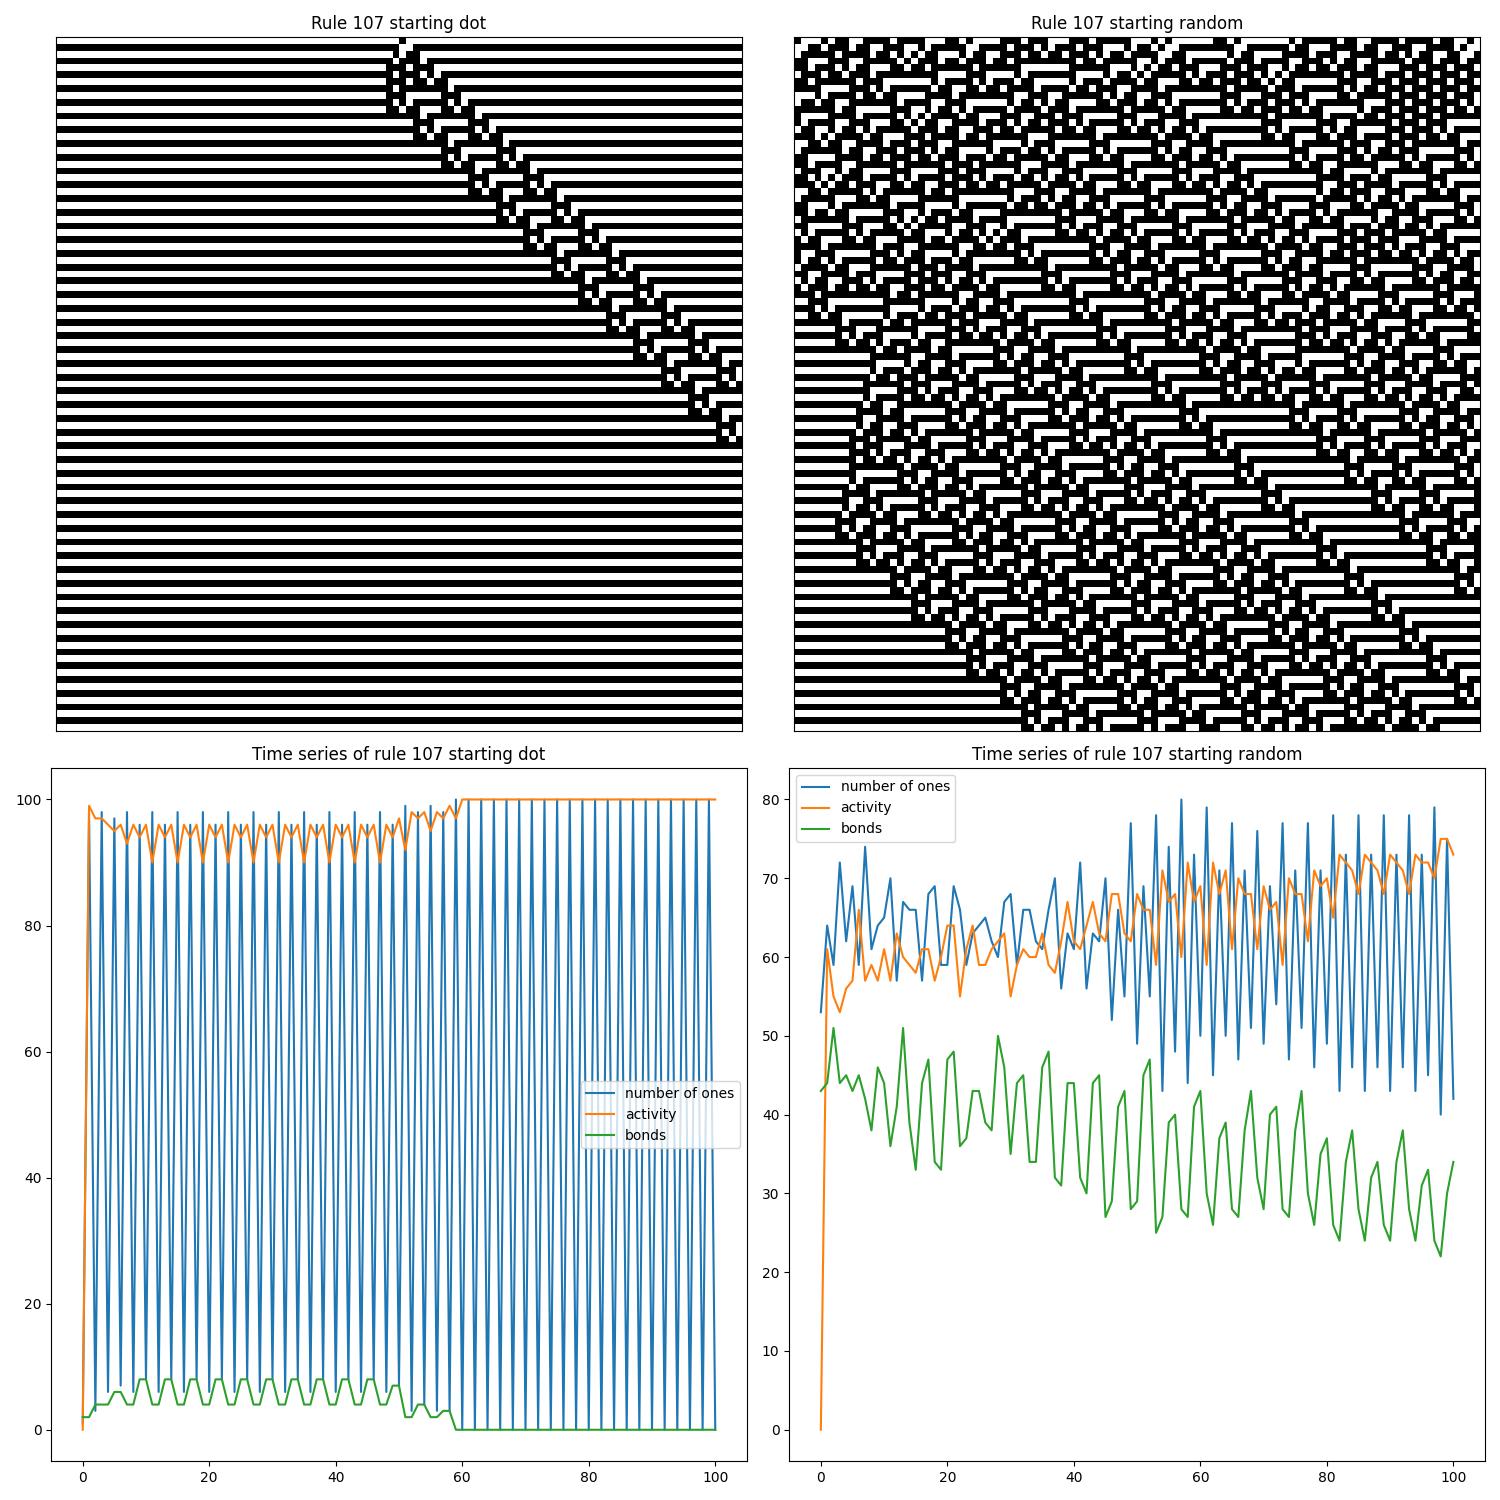 Rule 107 starting dot
Rule 107 starting random
Time series of rule 107 starting dot
100
80
60
40
20
0
number of ones
activity
bonds
0 20 40 60 80 100
Time series of rule 107 starting random
number of ones
activity
bonds
80
70
60
50
40
30
20
10
0
0 20 40 60 80 100